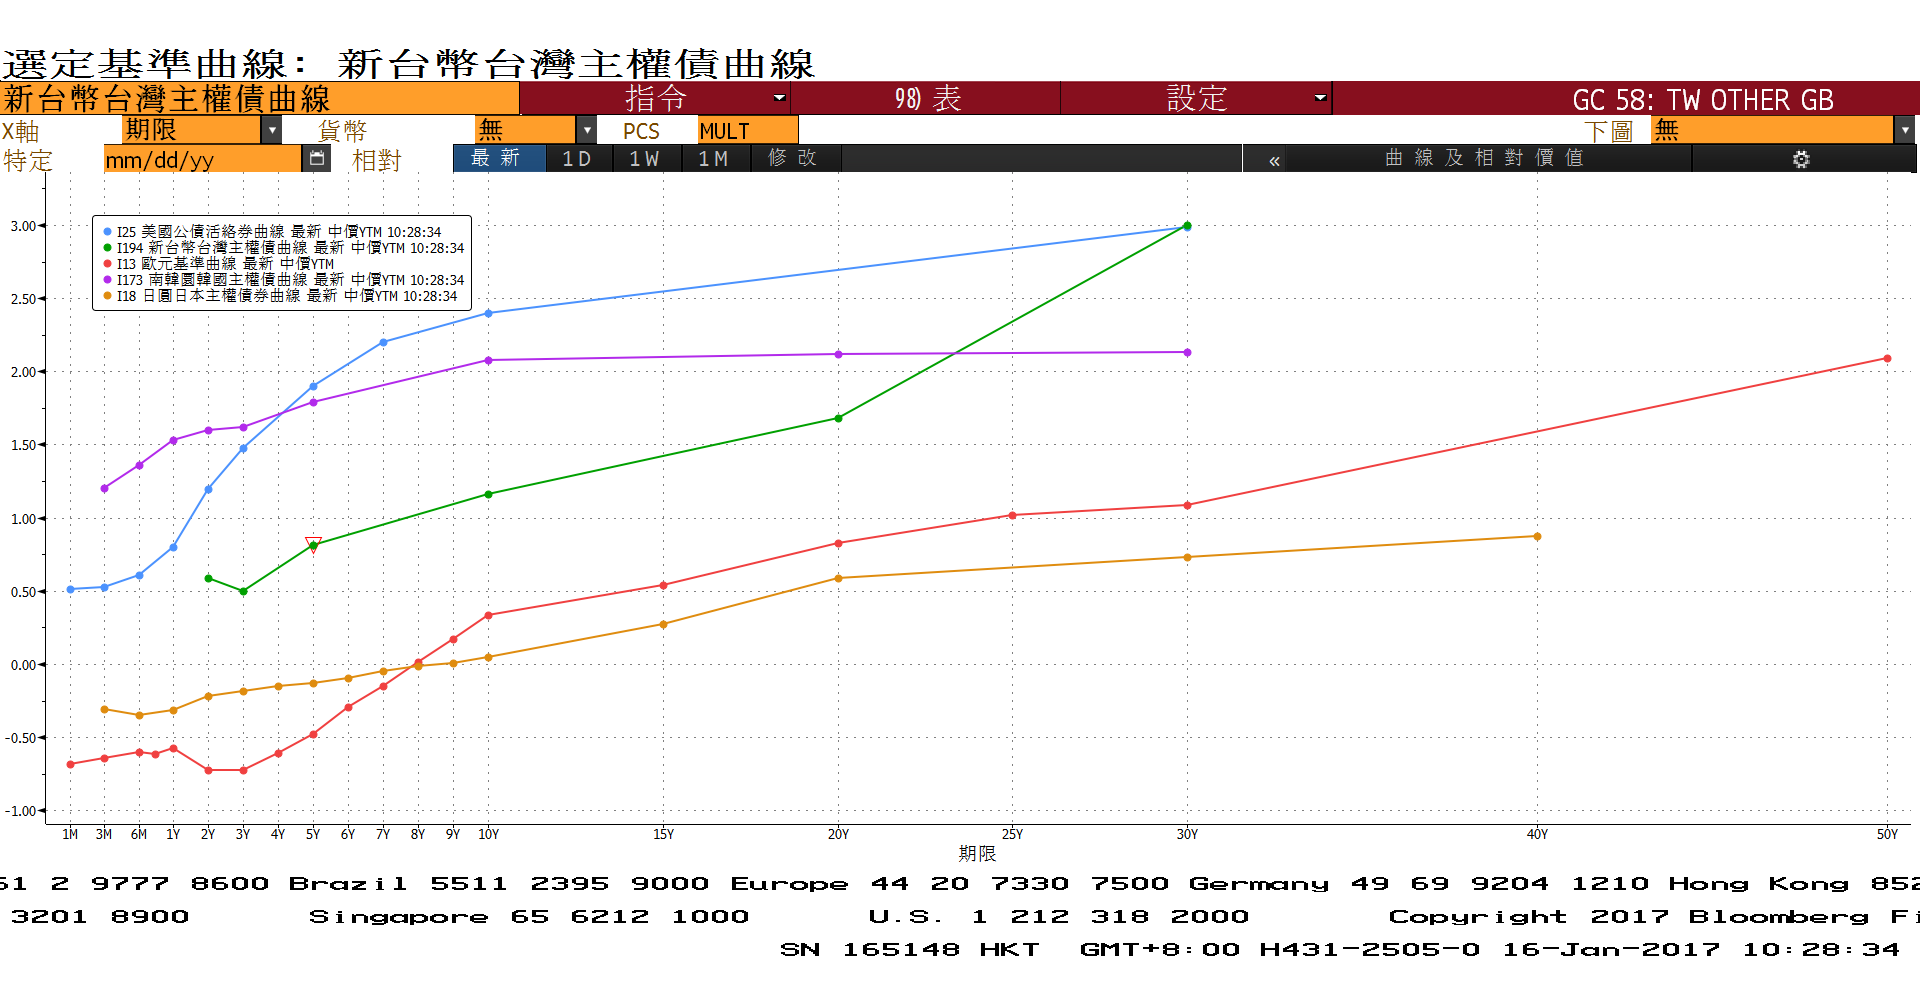 選定基準曲線: 新台幣台灣主權債曲線
新台幣台灣主權債曲線 指令 98) 表 設定 GC 58: TW OTHER GB
X軸 期限 貨幣 無 PCS MULT 下圖 無
特定 mm/dd/yy 相對 最新 1D 1W 1M 修改 « 曲線及相對價值
I25 美國公債活絡券曲線 最新 中價YTM 10:28:34
I194 新台幣台灣主權債曲線 最新 中價YTM 10:28:34
I13 歐元基準曲線 最新 中價YTM
I173 南韓圜韓國主權債曲線 最新 中價YTM 10:28:34
I18 日圓日本主權債券曲線 最新 中價YTM 10:28:34
3.00
2.50
2.00
1.50
1.00
0.50
0.00
-0.50
-1.00
1M 3M 6M 1Y 2Y 3Y 4Y 5Y 6Y 7Y 8Y 9Y 10Y 15Y 20Y 25Y 30Y 40Y 50Y
期限
61 2 9777 8600 Brazil 5511 2395 9000 Europe 44 20 7330 7500 Germany 49 69 9204 1210 Hong Kong 852
3201 8900 Singapore 65 6212 1000 U.S. 1 212 318 2000 Copyright 2017 Bloomberg Fi
SN 165148 HKT GMT+8:00 H431-2505-0 16-Jan-2017 10:28:34